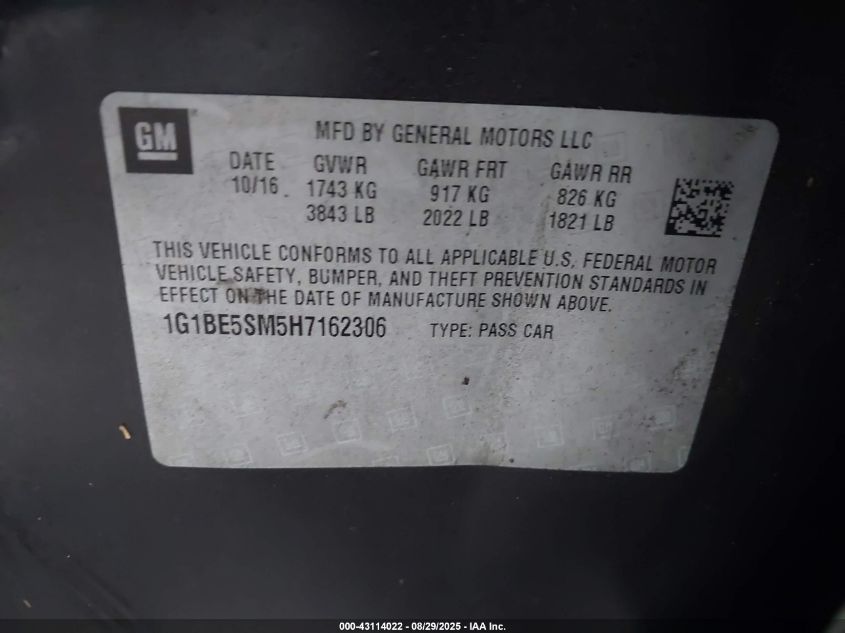 GM
MFD BY GENERAL MOTORS LLC
DATE GVWR GAWR FRT GAWR RR
10/16 1743 KG 917 KG 826 KG
3843 LB 2022 LB 1821 LB
THIS VEHICLE CONFORMS TO ALL APPLICABLE U.S. FEDERAL MOTOR
VEHICLE SAFETY, BUMPER, AND THEFT PREVENTION STANDARDS IN
EFFECT ON THE DATE OF MANUFACTURE SHOWN ABOVE.
1G1BE5SM5H7162306 TYPE: PASS CAR
000-43114022 - 08/29/2025 - IAA Inc.